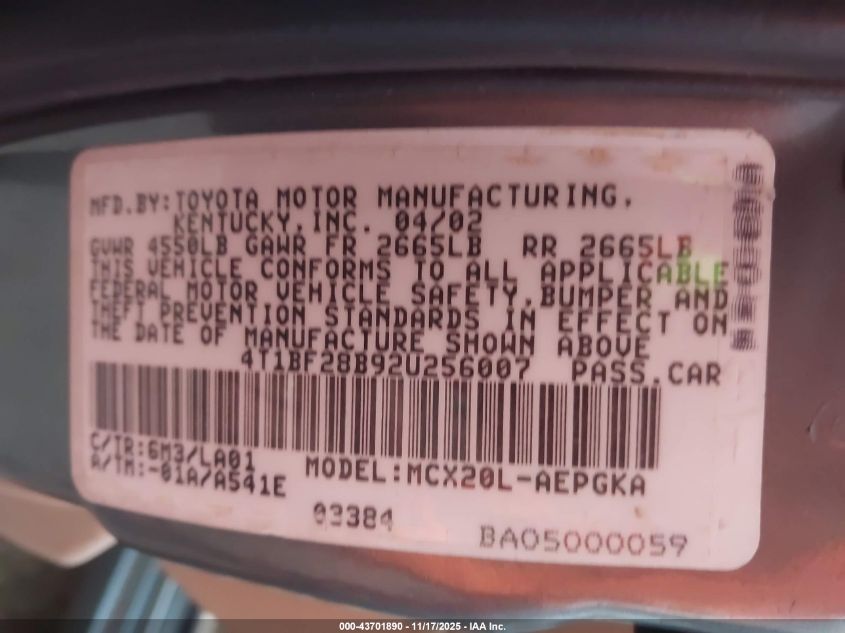 MFD.BY:TOYOTA MOTOR MANUFACTURING,
KENTUCKY,INC. 04/02
GVWR 4550LB GAWR FR 2665LB RR 2665LB
THIS VEHICLE CONFORMS TO ALL APPLICABLE
FEDERAL MOTOR VEHICLE SAFETY,BUMPER AND
THEFT PREVENTION STANDARDS IN EFFECT ON
THE DATE OF MANUFACTURE SHOWN ABOVE
4T1BF28B92U256007 PASS.CAR
C/TR:6M3/LA01
A/TM:-01A/A541E
MODEL:MCX20L-AEPGKA
03384
BA05000059
000-43701890 - 11/17/2025 - IAA Inc.